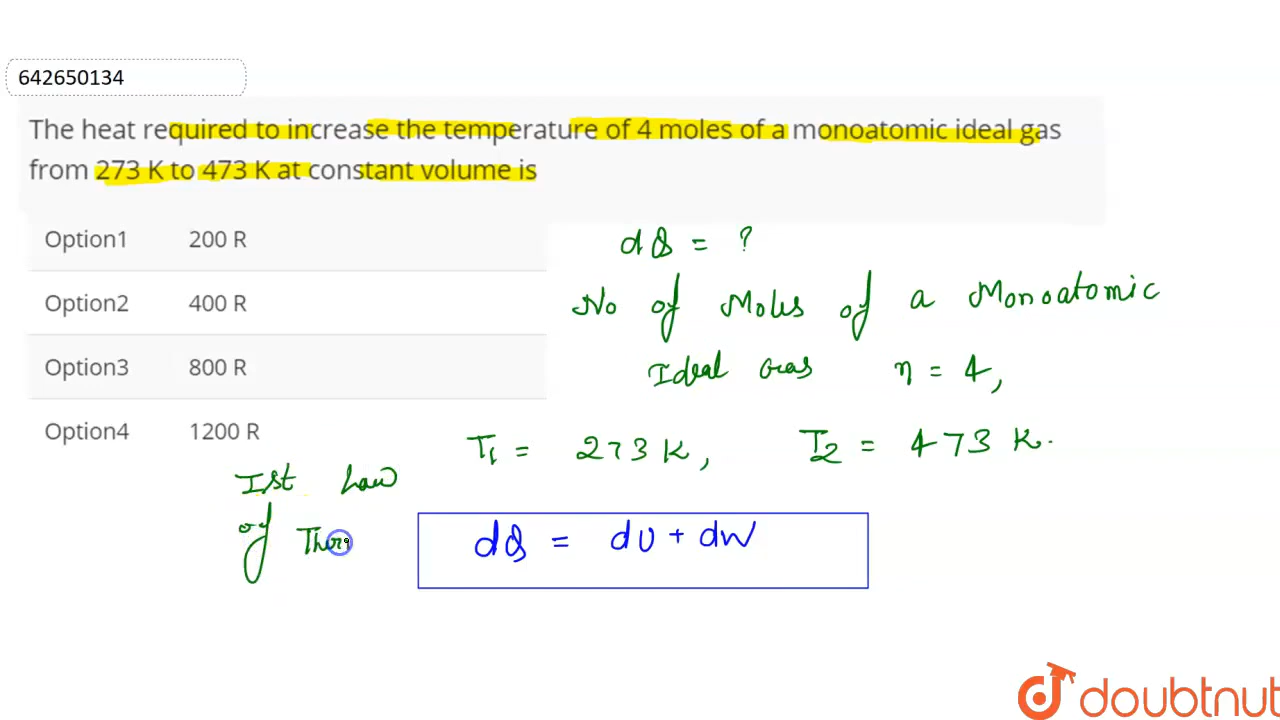 642650134
The heat required to increase the temperature of 4 moles of a monoatomic ideal gas
from 273 K to 473 K at constant volume is
Option1 200 R
Option2 400 R
Option3 800 R
Option4 1200 R
dQ = ?
No of Moles of a Monoatomic
Ideal Gas n = 4,
T1 = 273 K, T2 = 473 K.
Ist Law
of Ther
dQ = dU + dW
doubtnut